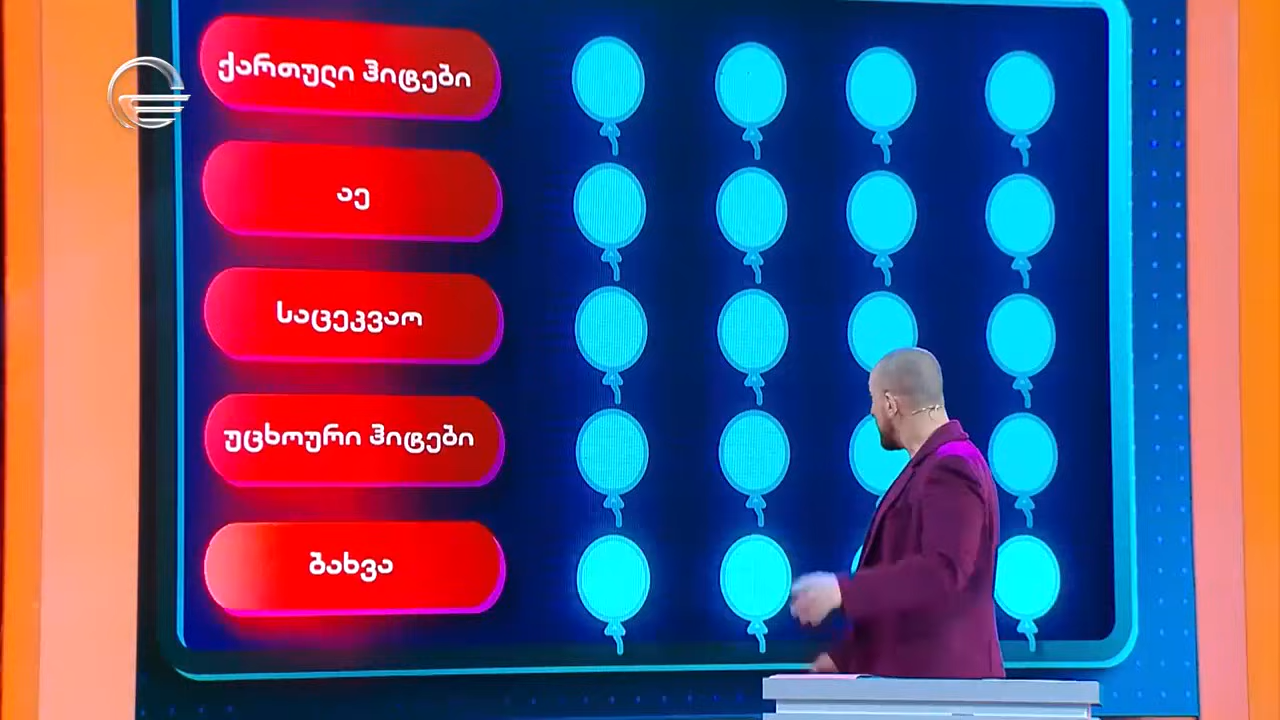 ქართული ჰიტები
აე
საცეკვაო
უცხოური ჰიტები
ბახვა